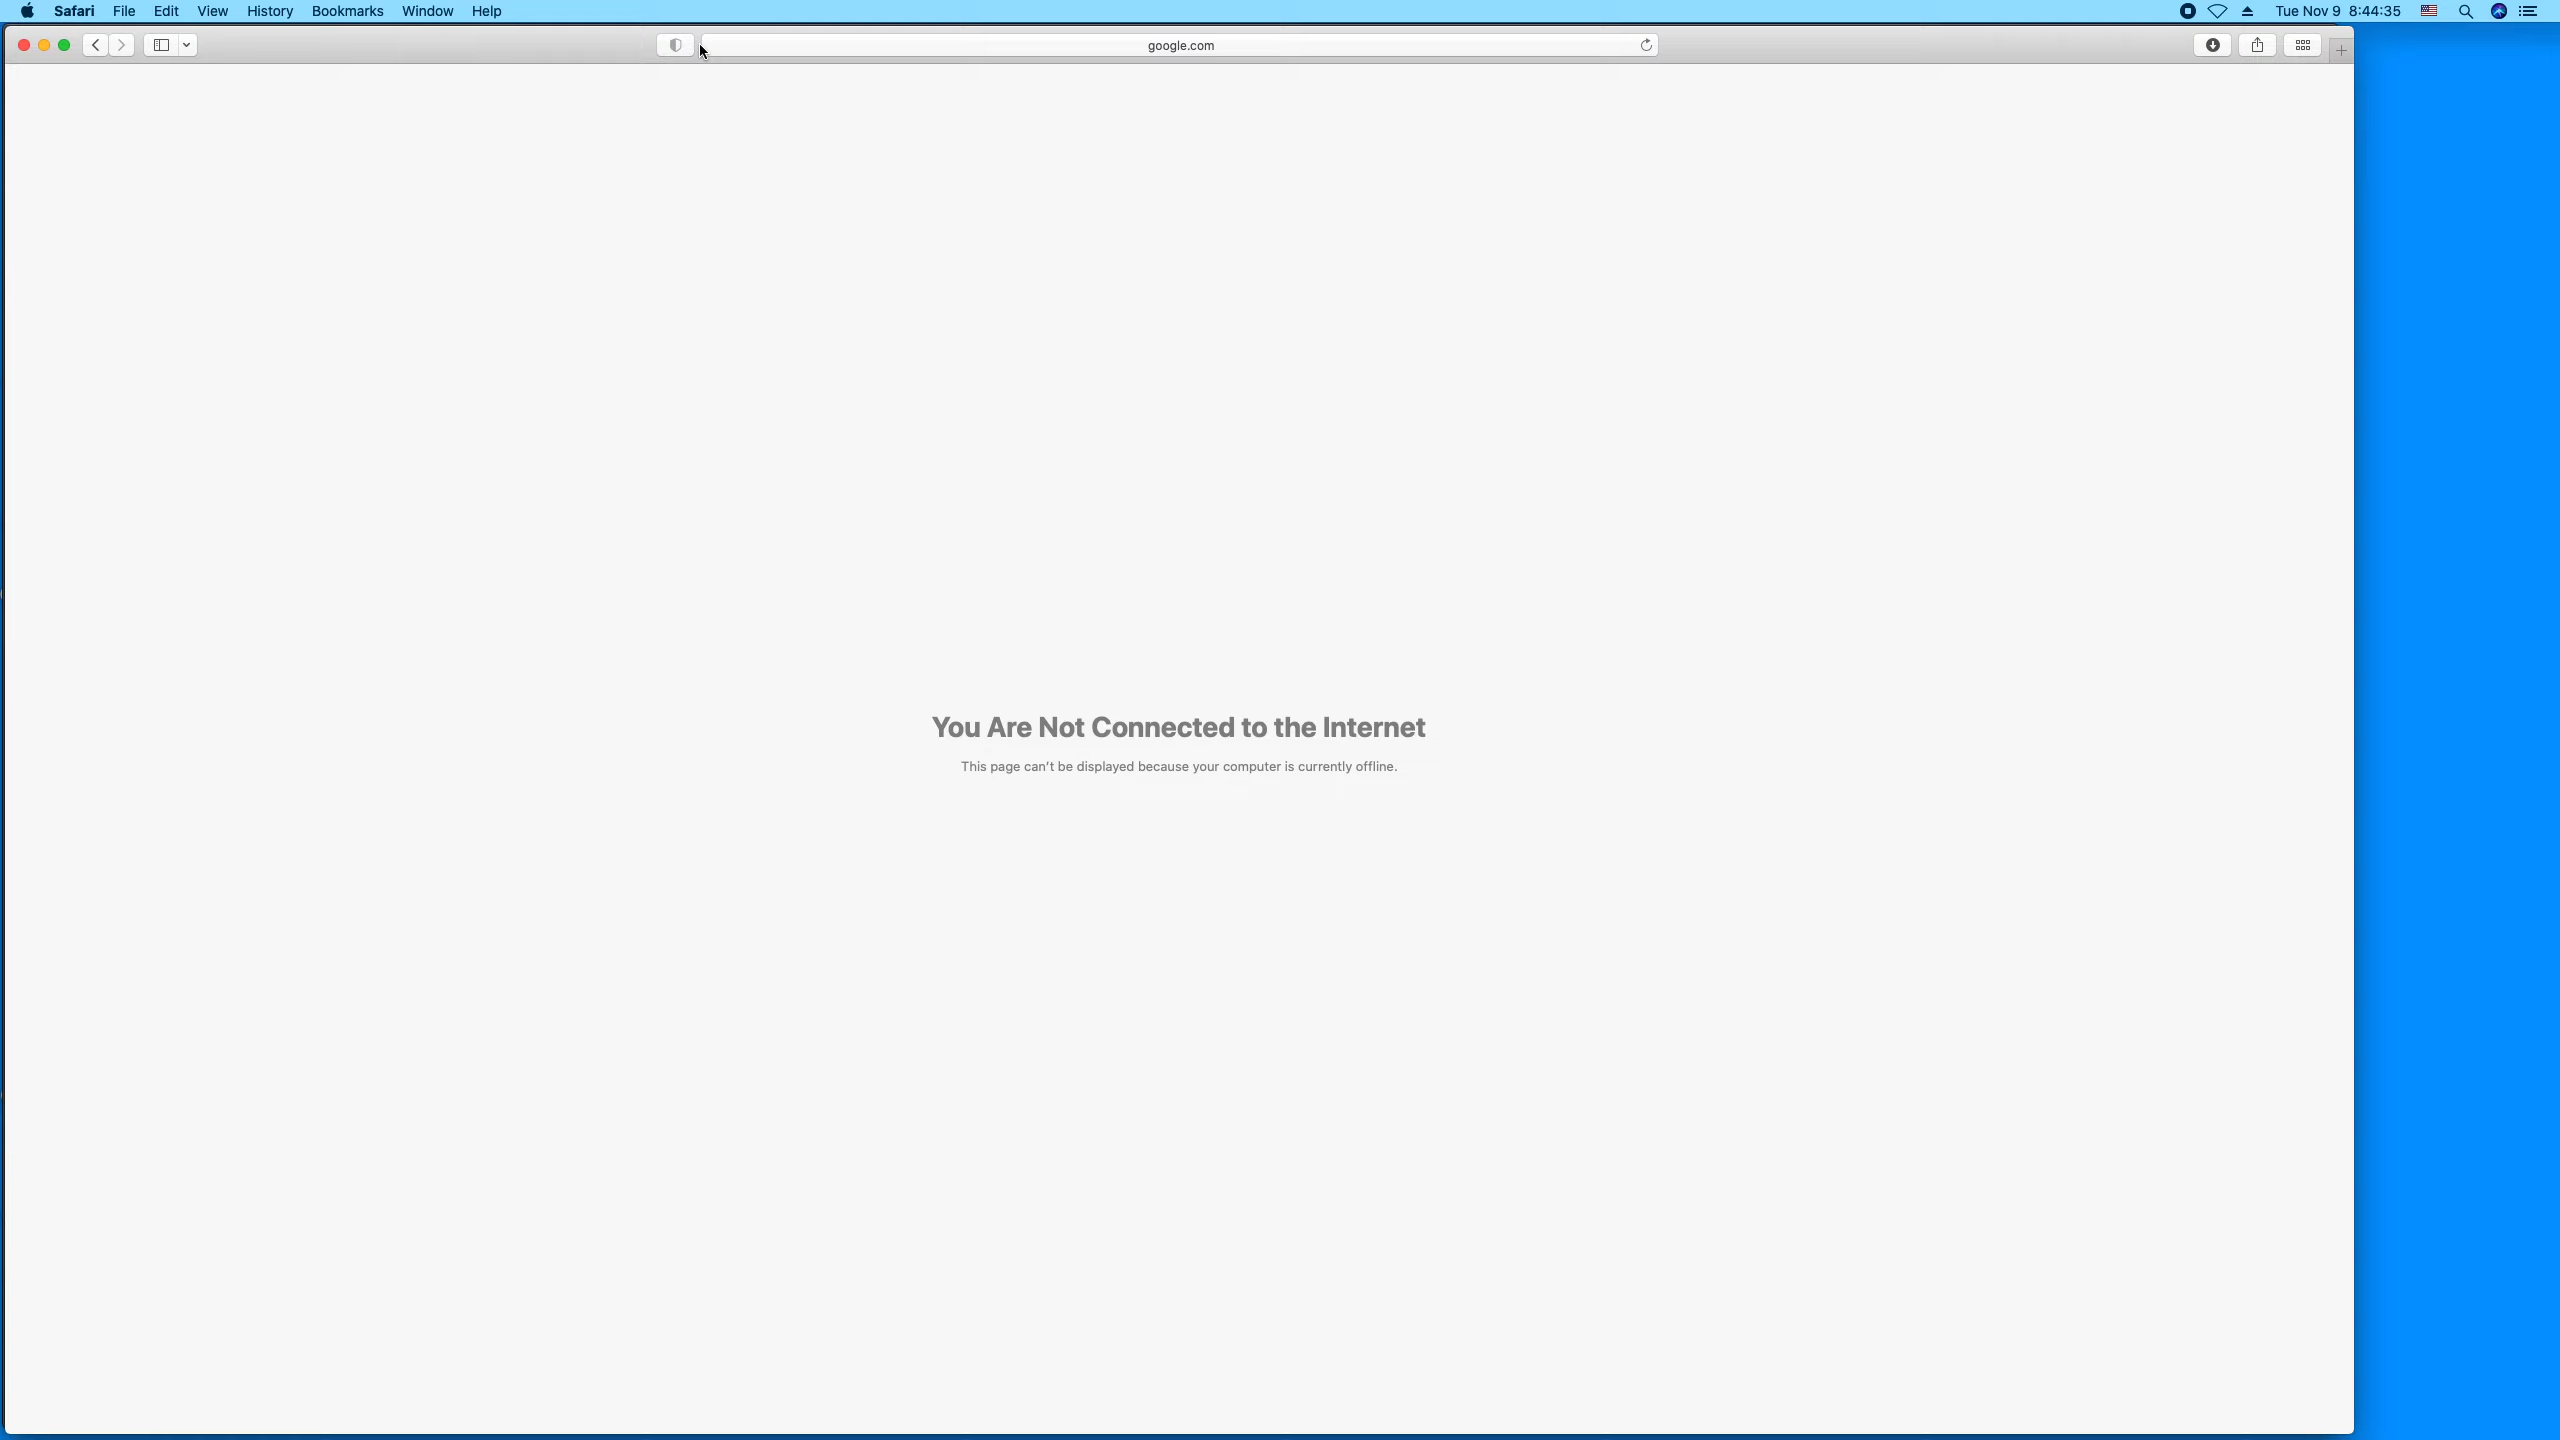 Safari File Edit View History Bookmarks Window Help Tue Nov 9 8:44:35
google.com
You Are Not Connected to the Internet
This page can't be displayed because your computer is currently offline.